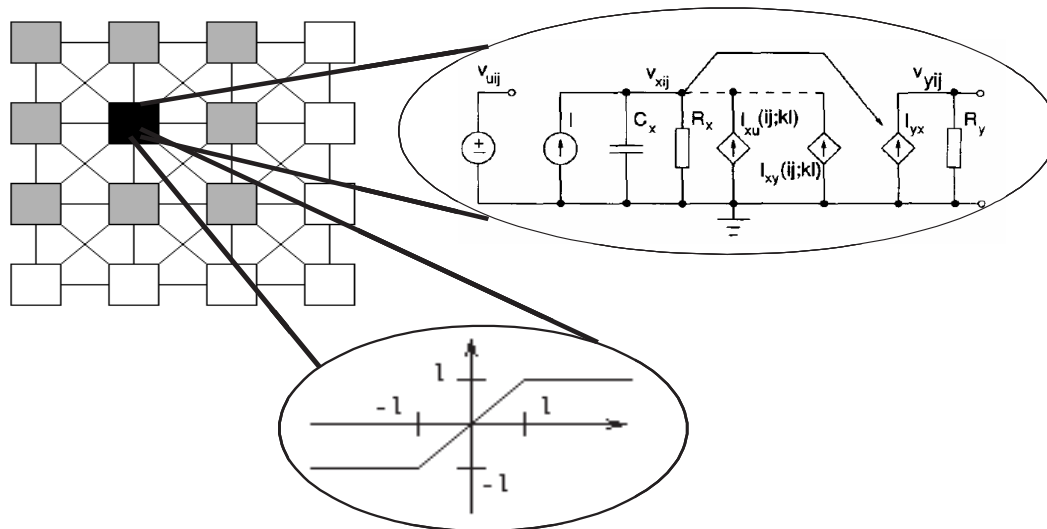 v_uij
v_xij
v_yij
I
C_x
R_x
I_xu(ij;kl)
I_xy(ij;kl)
I_yx
R_y
1
-1
1
-1